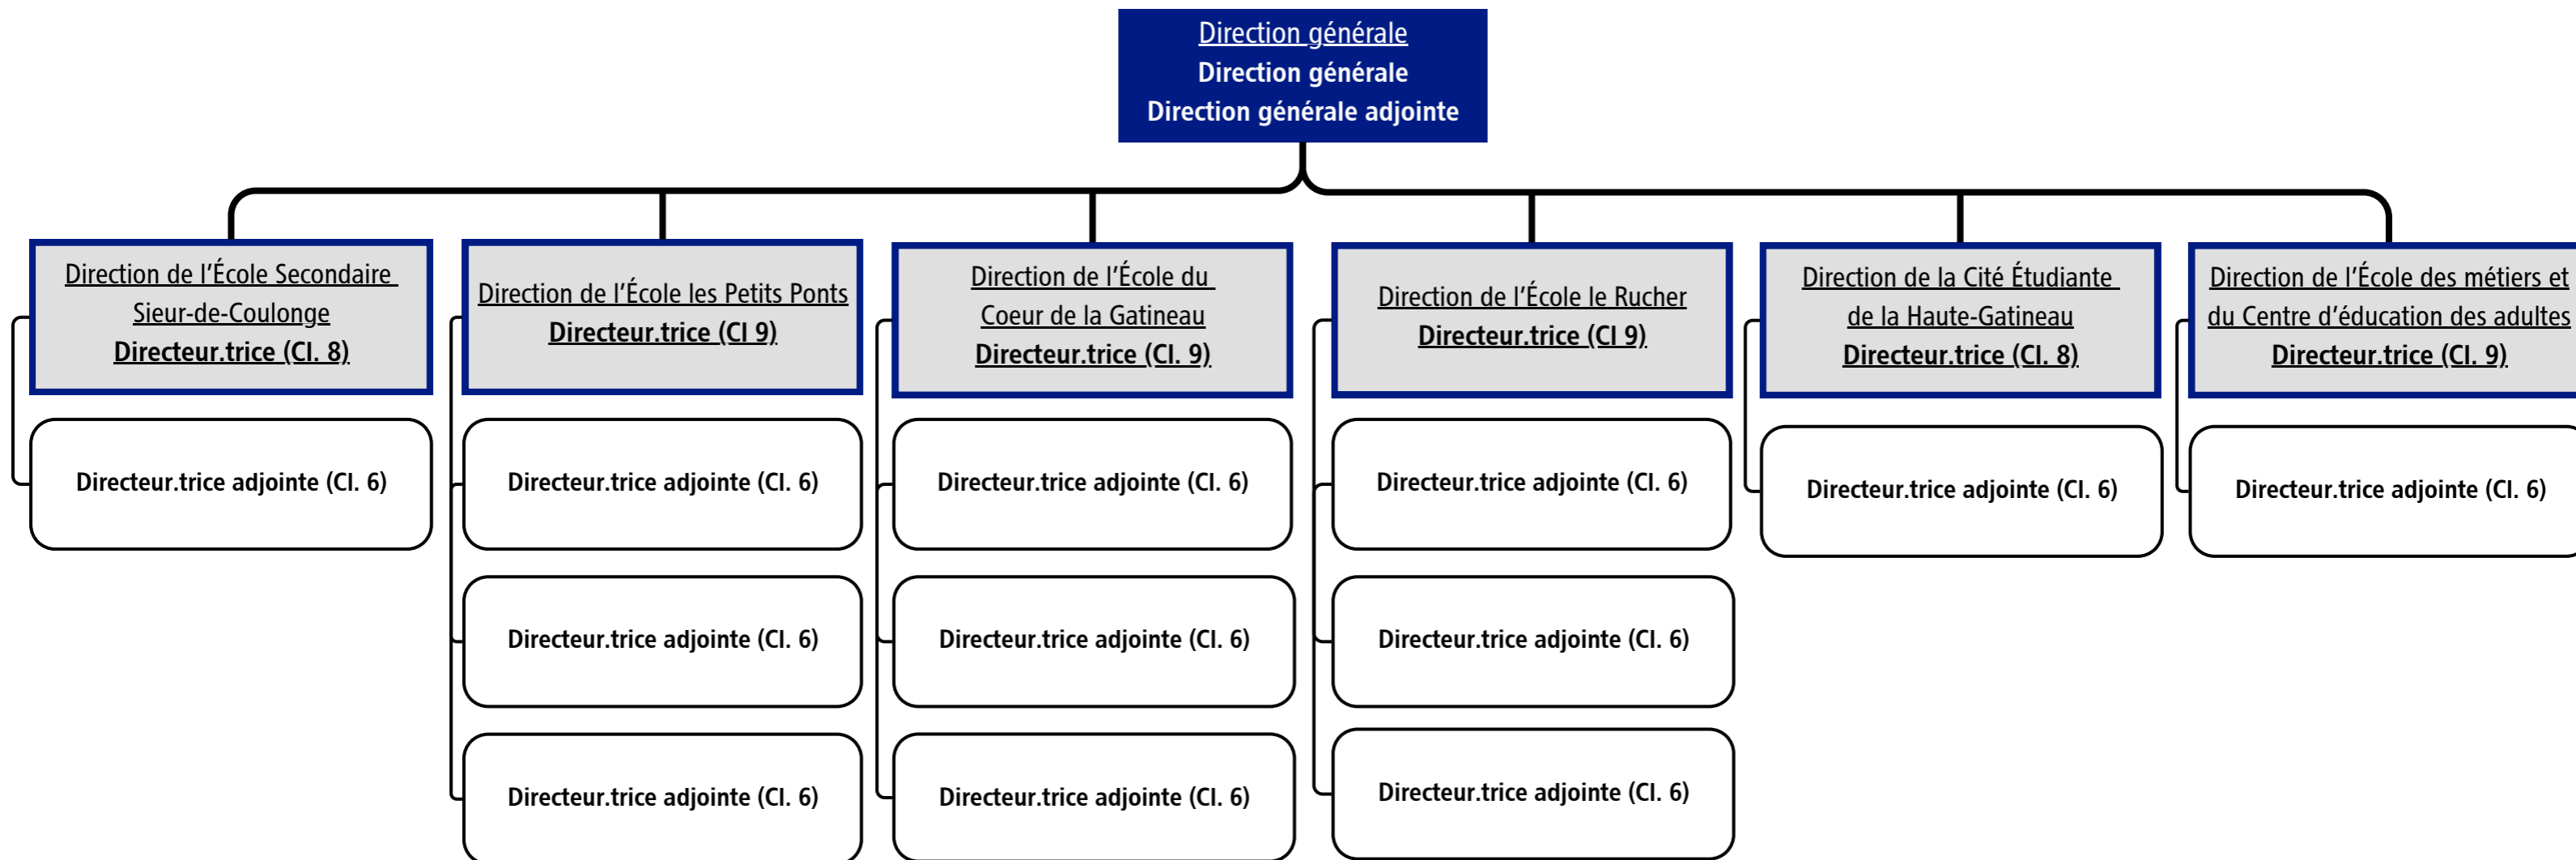 Direction générale
Direction générale
Direction générale adjointe
Direction de l'École Secondaire
Sieur-de-Coulonge
Directeur.trice (Cl. 8)
Direction de l'École les Petits Ponts
Directeur.trice (Cl 9)
Direction de l'École du
Coeur de la Gatineau
Directeur.trice (Cl. 9)
Direction de l'École le Rucher
Directeur.trice (Cl 9)
Direction de la Cité Étudiante
de la Haute-Gatineau
Directeur.trice (Cl. 8)
Direction de l'École des métiers et
du Centre d'éducation des adultes
Directeur.trice (Cl. 9)
Directeur.trice adjointe (Cl. 6)
Directeur.trice adjointe (Cl. 6)
Directeur.trice adjointe (Cl. 6)
Directeur.trice adjointe (Cl. 6)
Directeur.trice adjointe (Cl. 6)
Directeur.trice adjointe (Cl. 6)
Directeur.trice adjointe (Cl. 6)
Directeur.trice adjointe (Cl. 6)
Directeur.trice adjointe (Cl. 6)
Directeur.trice adjointe (Cl. 6)
Directeur.trice adjointe (Cl. 6)
Directeur.trice adjointe (Cl. 6)